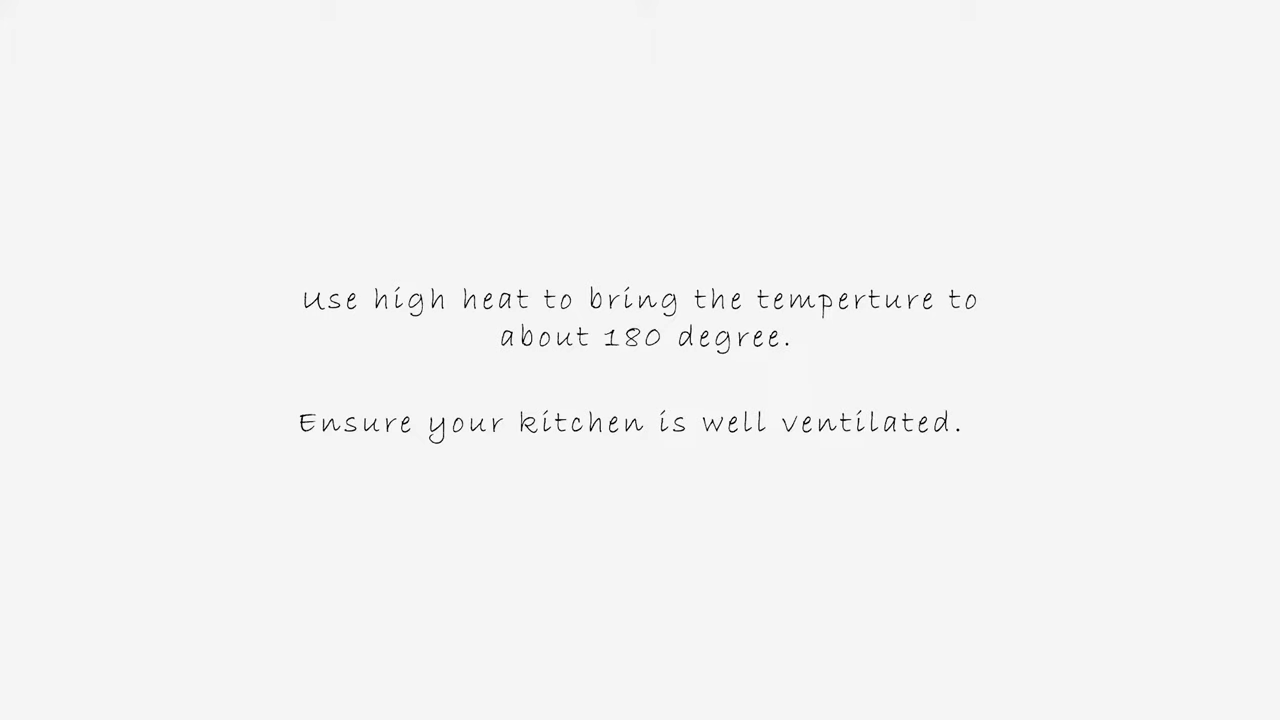 Use high heat to bring the temperture to
about 180 degree.
Ensure your kitchen is well ventilated.